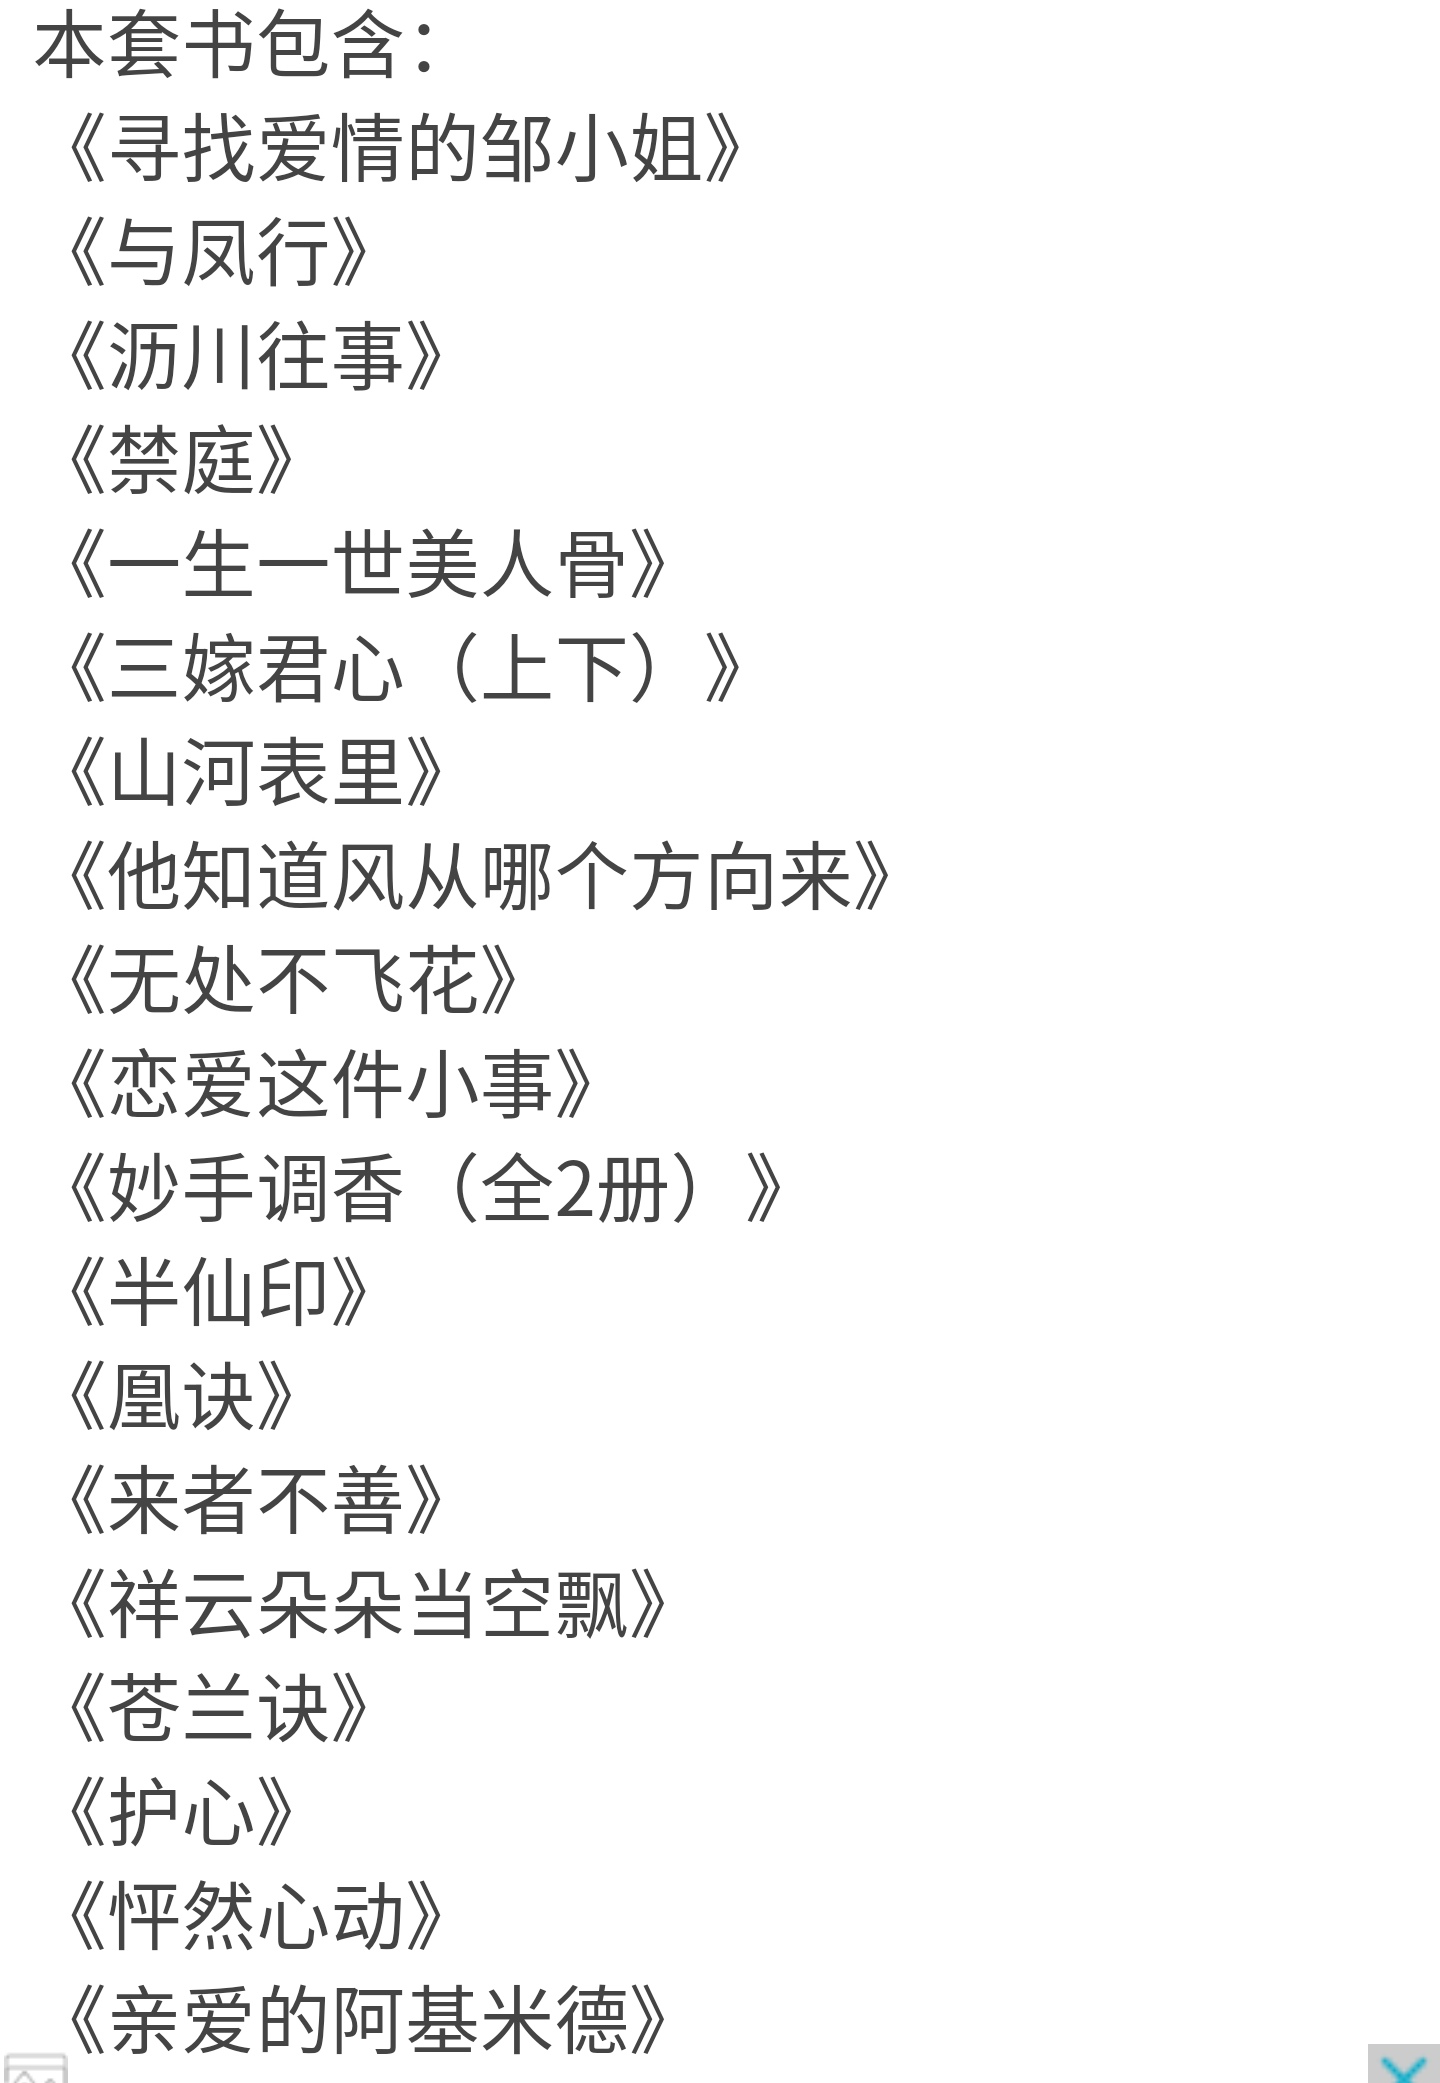 本套书包含：
《寻找爱情的邹小姐》
《与凤行》
《沥川往事》
《禁庭》
《一生一世美人骨》
《三嫁君心（上下）》
《山河表里》
《他知道风从哪个方向来》
《无处不飞花》
《恋爱这件小事》
《妙手调香（全2册）》
《半仙印》
《凰诀》
《来者不善》
《祥云朵朵当空飘》
《苍兰诀》
《护心》
《怦然心动》
《亲爱的阿基米德》